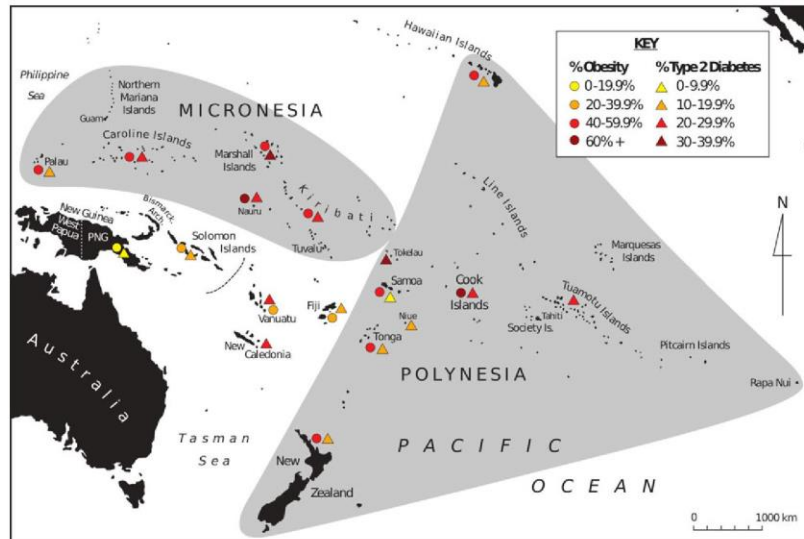 Hawaiian Islands
KEY
% Obesity
0-19.9%
20-39.9%
40-59.9%
60% +
% Type 2 Diabetes
0-9.9%
10-19.9%
20-29.9%
30-39.9%
Philippine
Sea
Northern
Mariana
Islands
Guam
MICRONESIA
Caroline Islands
Palau
Marshall
Islands
Nauru
Kiribati
Tuvalu
New Guinea
West
Papua
PNG
Bismarck
Arch.
Solomon
Islands
Vanuatu
Fiji
New
Caledonia
Tokelau
Samoa
Niue
Tonga
Cook
Islands
Line Islands
Marquesas
Islands
Tuamotu Islands
Tahiti
Society Is.
Pitcairn Islands
Rapa Nui
POLYNESIA
Australia
Tasman
Sea
New
Zealand
PACIFIC
OCEAN
N
0 1000 km